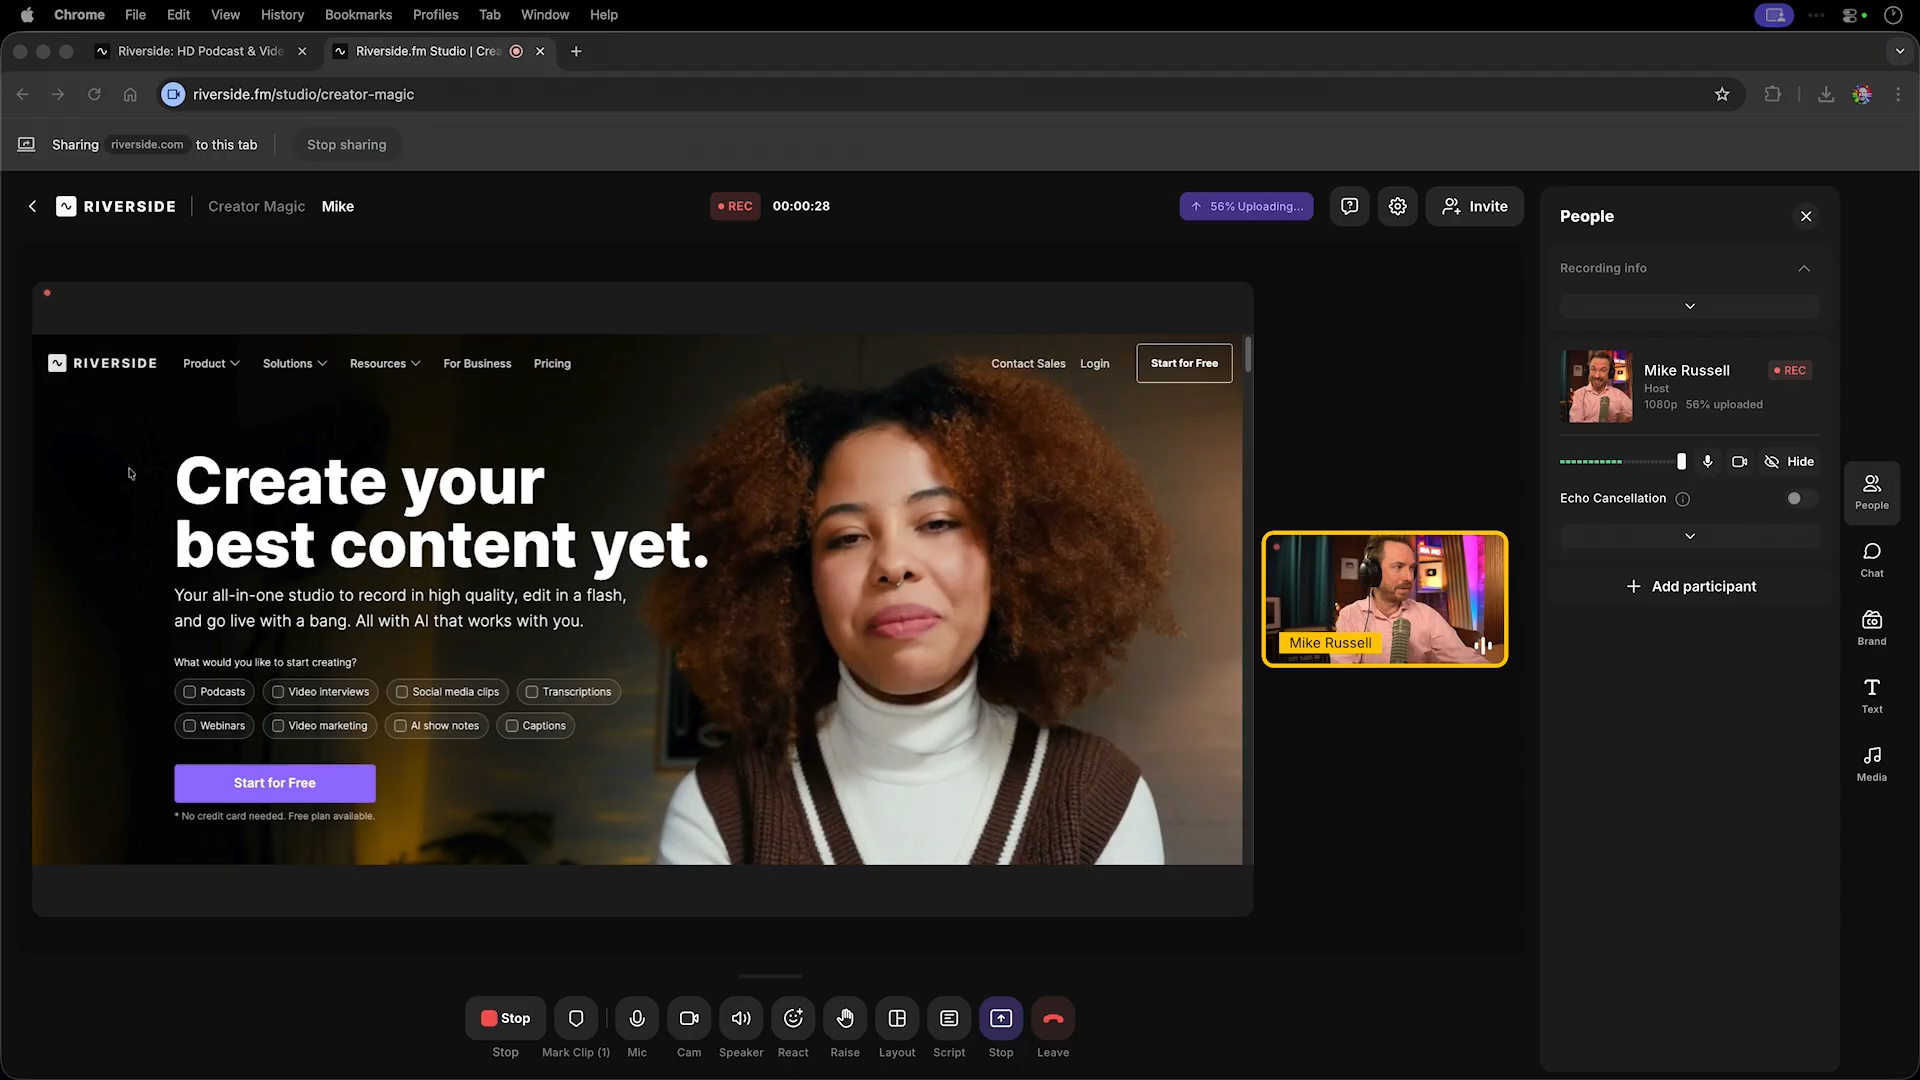 Chrome File Edit View History Bookmarks Profiles Tab Window Help
Riverside: HD Podcast & Vide
Riverside.fm Studio | Crea
riverside.fm/studio/creator-magic
Sharing riverside.com to this tab
Stop sharing
RIVERSIDE
Creator Magic Mike
REC 00:00:28
56% Uploading...
Invite
RIVERSIDE
Product
Solutions
Resources
For Business
Pricing
Contact Sales
Login
Start for Free
Create your
best content yet.
Your all-in-one studio to record in high quality, edit in a flash,
and go live with a bang. All with AI that works with you.
What would you like to start creating?
Podcasts Video interviews Social media clips Transcriptions
Webinars Video marketing AI show notes Captions
Start for Free
* No credit card needed. Free plan available.
Mike Russell
People
Recording info
Mike Russell REC
Host
1080p 56% uploaded
Hide
Echo Cancellation
+ Add participant
People
Chat
Brand
Text
Media
Stop
Stop Mark Clip (1) Mic Cam Speaker React Raise Layout Script Stop Leave